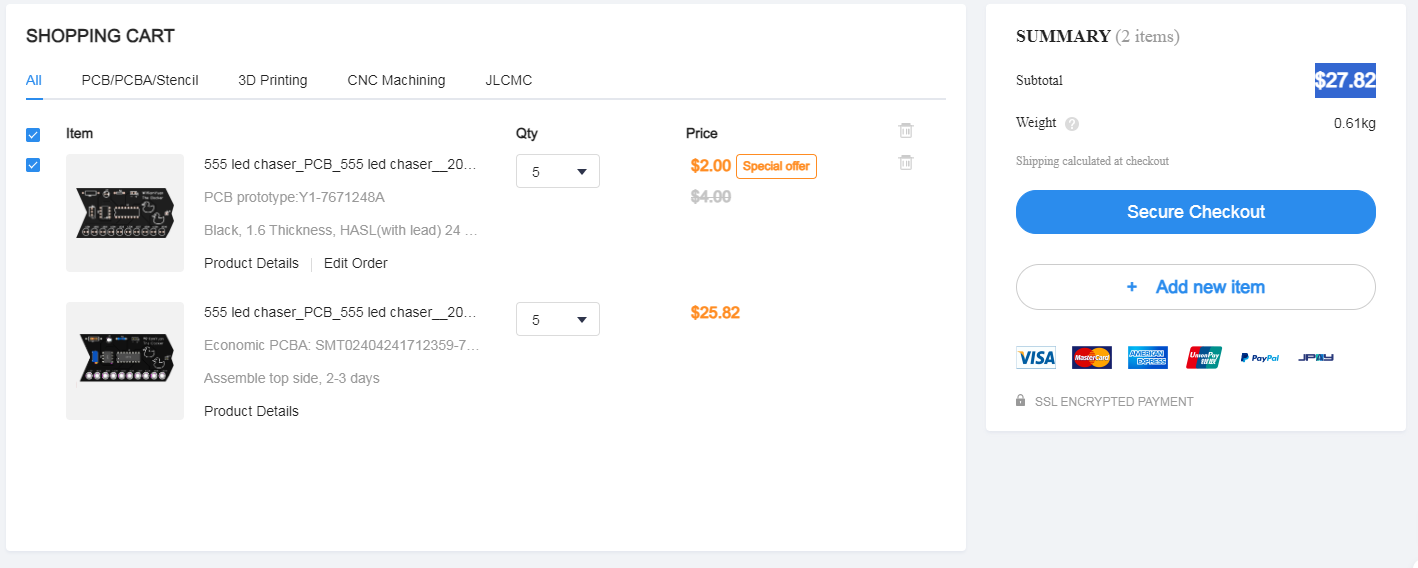 SHOPPING CART
All PCB/PCBA/Stencil 3D Printing CNC Machining JLCMC
Item Qty Price
555 led chaser_PCB_555 led chaser__20... 5 $2.00 Special offer
PCB prototype:Y1-7671248A $4.00
Black, 1.6 Thickness, HASL(with lead) 24 ...
Product Details | Edit Order
555 led chaser_PCB_555 led chaser__20... 5 $25.82
Economic PCBA: SMT02404241712359-7...
Assemble top side, 2-3 days
Product Details
SUMMARY (2 items)
Subtotal $27.82
Weight ? 0.61kg
Shipping calculated at checkout
Secure Checkout
+ Add new item
VISA MasterCard AMERICAN EXPRESS UnionPay PayPal JPAY
SSL ENCRYPTED PAYMENT